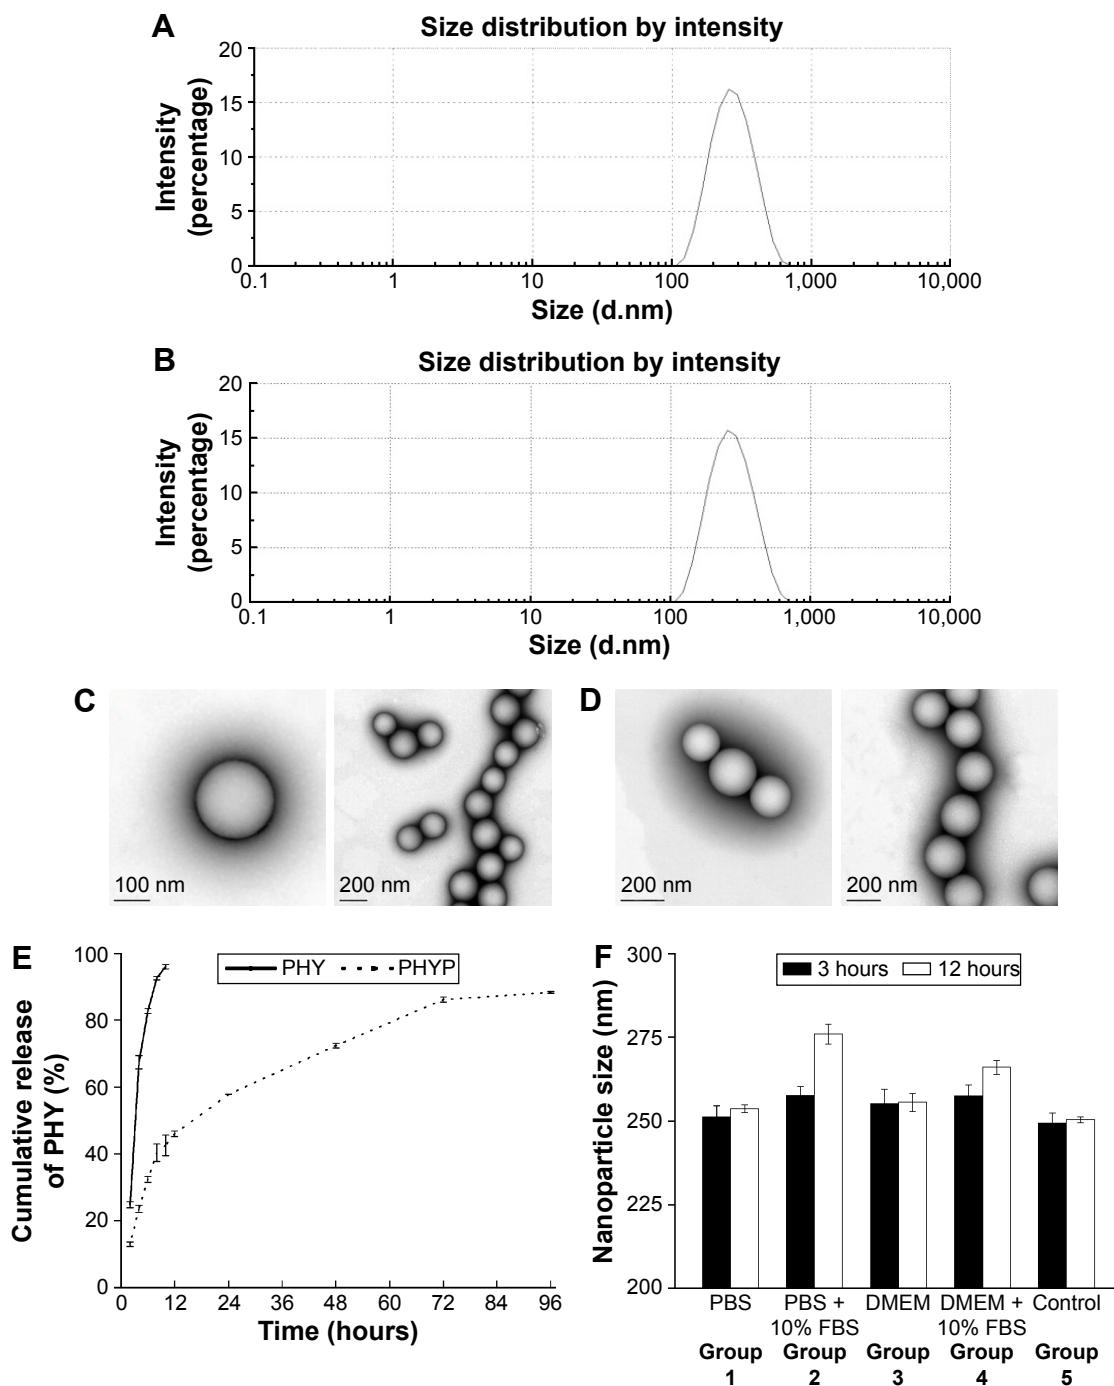 A
Size distribution by intensity
Intensity
(percentage)
20
15
10
5
0
0.1
1
10
100
1,000
10,000
Size (d.nm)
B
Size distribution by intensity
Intensity
(percentage)
20
15
10
5
0
0.1
1
10
100
1,000
10,000
Size (d.nm)
C
100 nm
200 nm
D
200 nm
200 nm
E
PHY
PHYP
Cumulative release
of PHY (%)
100
80
60
40
20
0
0
12
24
36
48
60
72
84
96
Time (hours)
F
3 hours
12 hours
Nanoparticle size (nm)
300
275
250
225
200
PBS
PBS +
10% FBS
DMEM
DMEM +
10% FBS
Control
Group
1
Group
2
Group
3
Group
4
Group
5